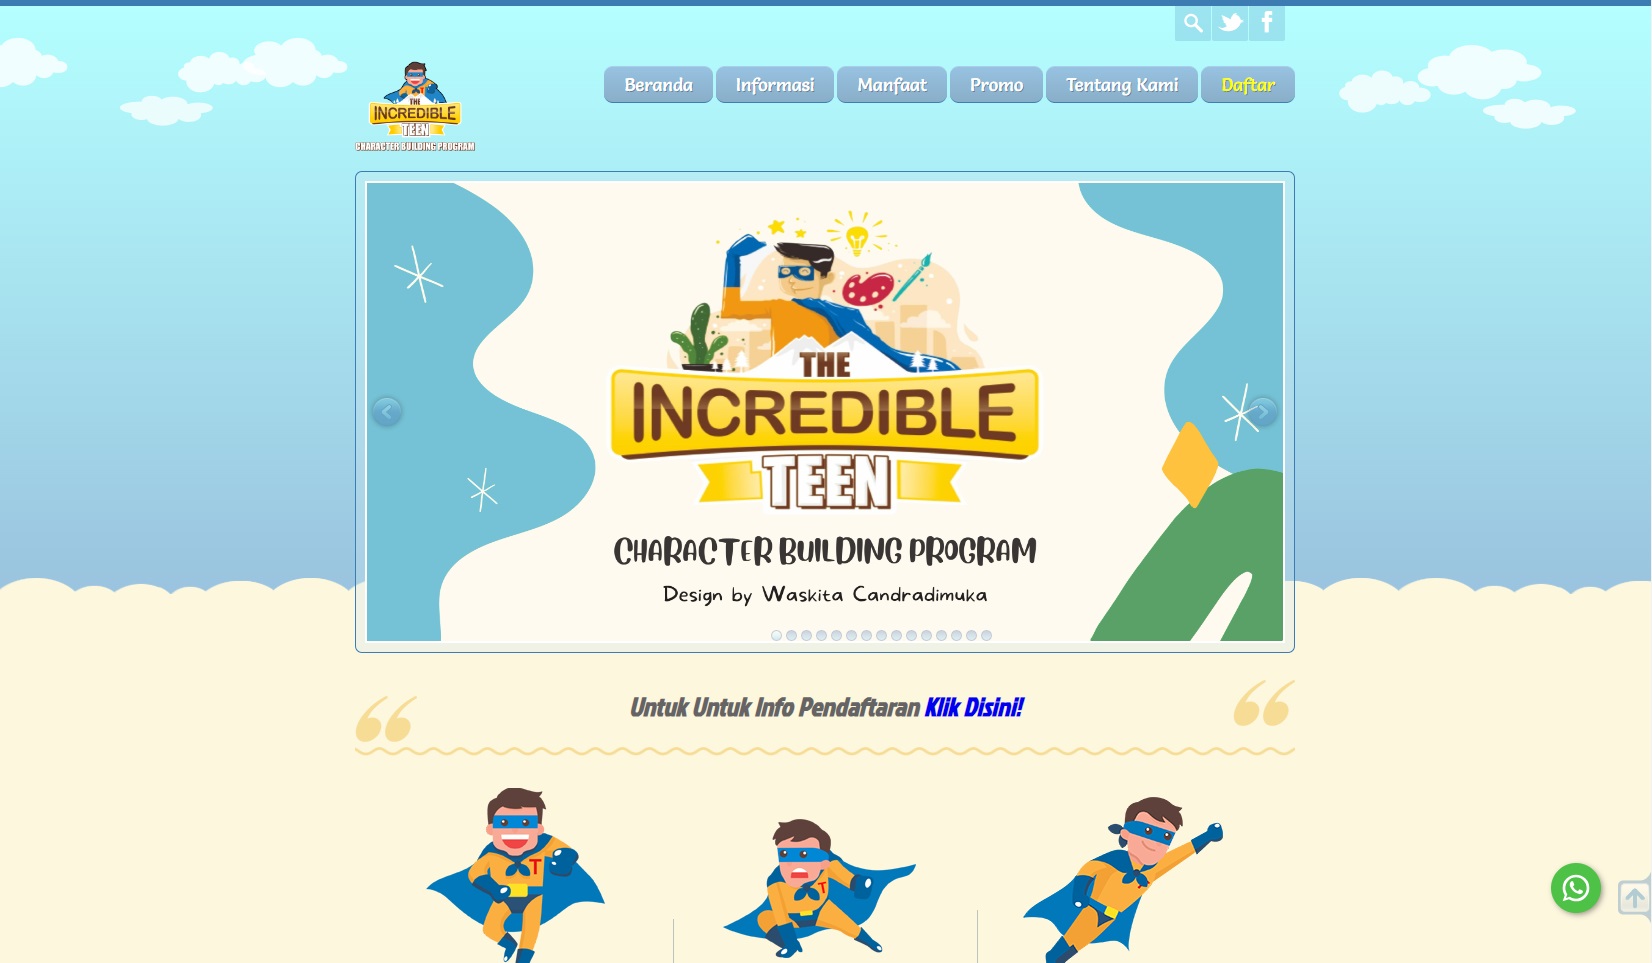 THE
INCREDIBLE
TEEN
CHARACTER BUILDING PROGRAM
Beranda
Informasi
Manfaat
Promo
Tentang Kami
Daftar
THE
INCREDIBLE
TEEN
CHARACTER BUILDING PROGRAM
Design by Waskita Candradimuka
Untuk Untuk Info Pendaftaran Klik Disini!
T
T